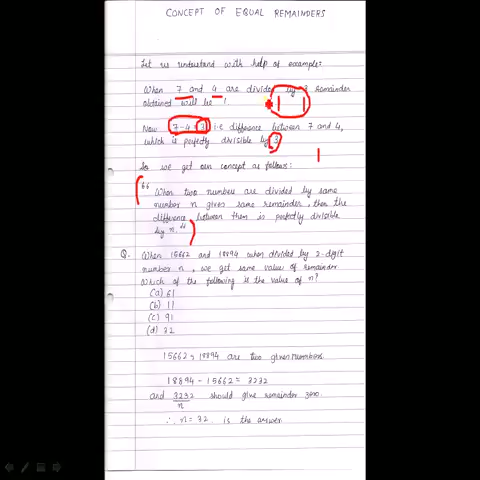 CONCEPT OF EQUAL REMAINDERS
Let us understand with help of example:
When 7 and 4 are divided by 3 remainder
obtained will be 1. 1 1
Now 7-4 = 3 i.e difference between 7 and 4,
which is perfectly divisible by 3
1
So we get our concept as follows:
"When two numbers are divided by same
number n gives same remainder, then the
difference between them is perfectly divisible
by n."
Q. When 15662 and 18894 when divided by 2-digit
number n, we get same value of remainder
Which of the following is the value of n?
(a) 61
(b) 11
(c) 91
(d) 32
15662, 18894 are two given numbers.
18894 - 15662 = 3232
and 3232/n should give remainder zero.
∴ n = 32 is the answer.